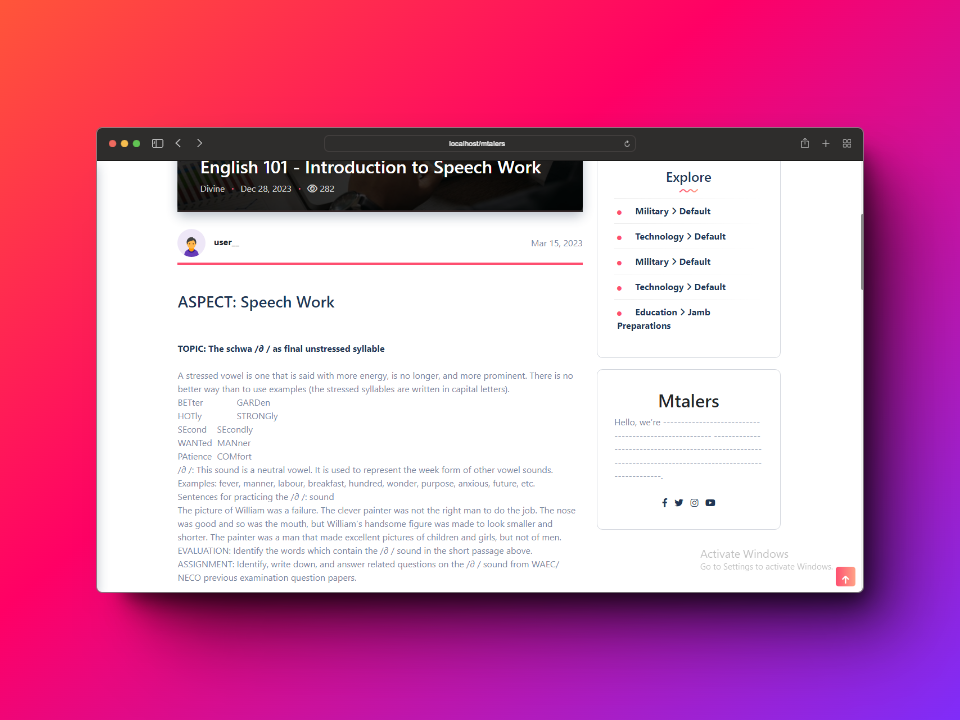 localhost/mtalers
English 101 - Introduction to Speech Work
Divine • Dec 28, 2023 • 282
user__
Mar 15, 2023
ASPECT: Speech Work
TOPIC: The schwa /∂ / as final unstressed syllable
A stressed vowel is one that is said with more energy, is no longer, and more prominent. There is no
better way than to use examples (the stressed syllables are written in capital letters).
BETter GARDen
HOTly STRONGly
SEcond SEcondly
WANTed MANner
PAtience COMfort
/∂ /: This sound is a neutral vowel. It is used to represent the week form of other vowel sounds.
Examples: fever, manner, labour, breakfast, hundred, wonder, purpose, anxious, future, etc.
Sentences for practicing the /∂ /: sound
The picture of William was a failure. The clever painter was not the right man to do the job. The nose
was good and so was the mouth, but William's handsome figure was made to look smaller and
shorter. The painter was a man that made excellent pictures of children and girls, but not of men.
EVALUATION: Identify the words which contain the /∂ / sound in the short passage above.
ASSIGNMENT: Identify, write down, and answer related questions on the /∂ / sound from WAEC/
NECO previous examination question papers.
Explore
Military > Default
Technology > Default
Military > Default
Technology > Default
Education > Jamb
Preparations
Mtalers
Hello, we're ---------------------------
--------------------------- -------------
-----------------------------------------
-----------------------------------------
-------------.
Activate Windows
Go to Settings to activate Windows.